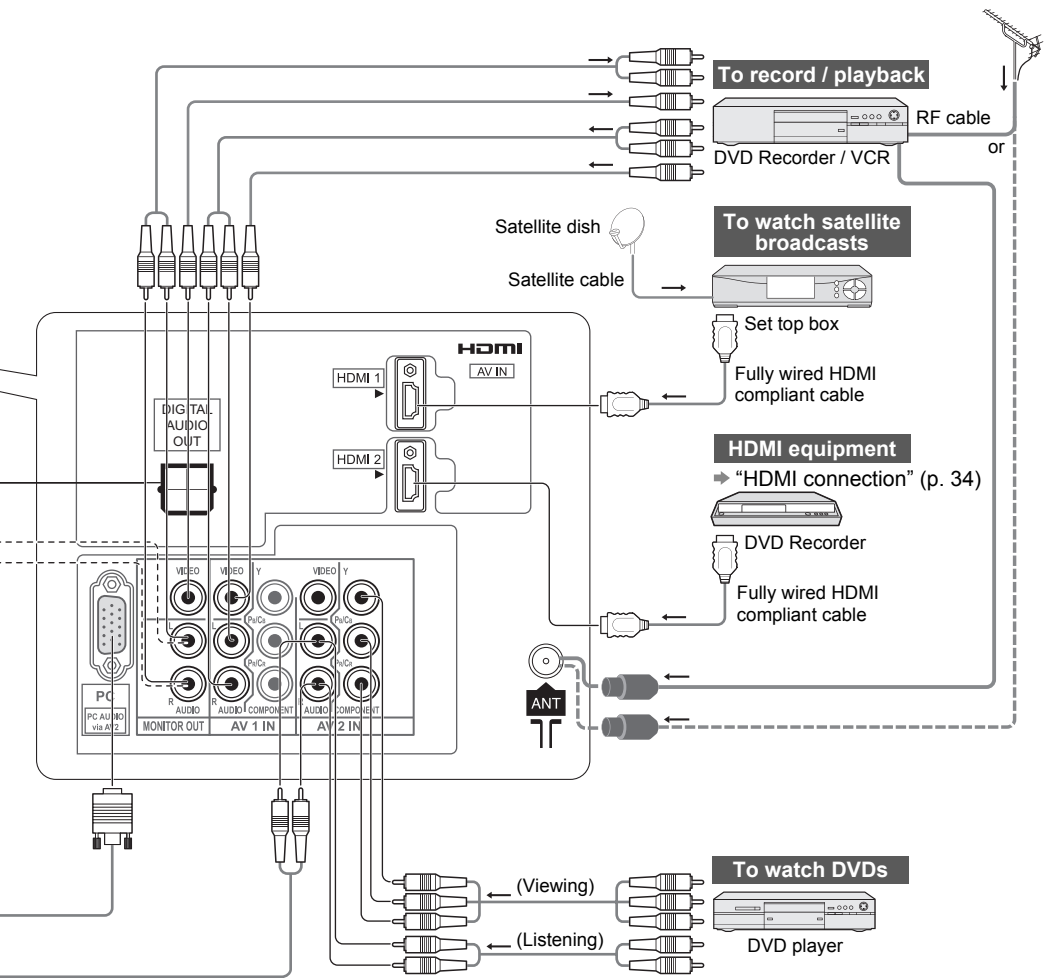 To record / playback
RF cable
or
DVD Recorder / VCR
Satellite dish
To watch satellite
broadcasts
Satellite cable
Set top box
HDMI
AV IN
HDMI 1
Fully wired HDMI
compliant cable
DIGITAL
AUDIO
OUT
HDMI 2
HDMI equipment
"HDMI connection" (p. 34)
DVD Recorder
Fully wired HDMI
compliant cable
VIDEO VIDEO Y VIDEO Y
L L PB/CB L PB/CB
PR/CR PR/CR
R AUDIO R AUDIO COMPONENT R AUDIO COMPONENT
PC
PC AUDIO
via AV2
MONITOR OUT AV 1 IN AV 2 IN
ANT
(Viewing)
(Listening)
To watch DVDs
DVD player